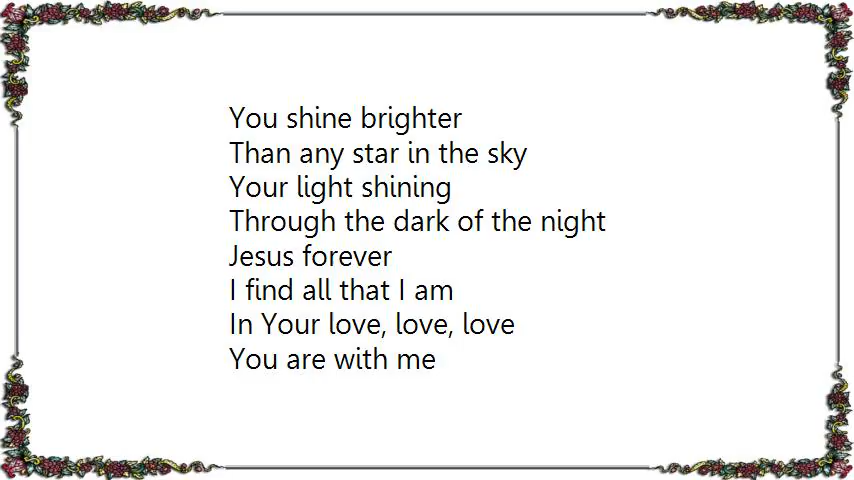 You shine brighter
Than any star in the sky
Your light shining
Through the dark of the night
Jesus forever
I find all that I am
In Your love, love, love
You are with me